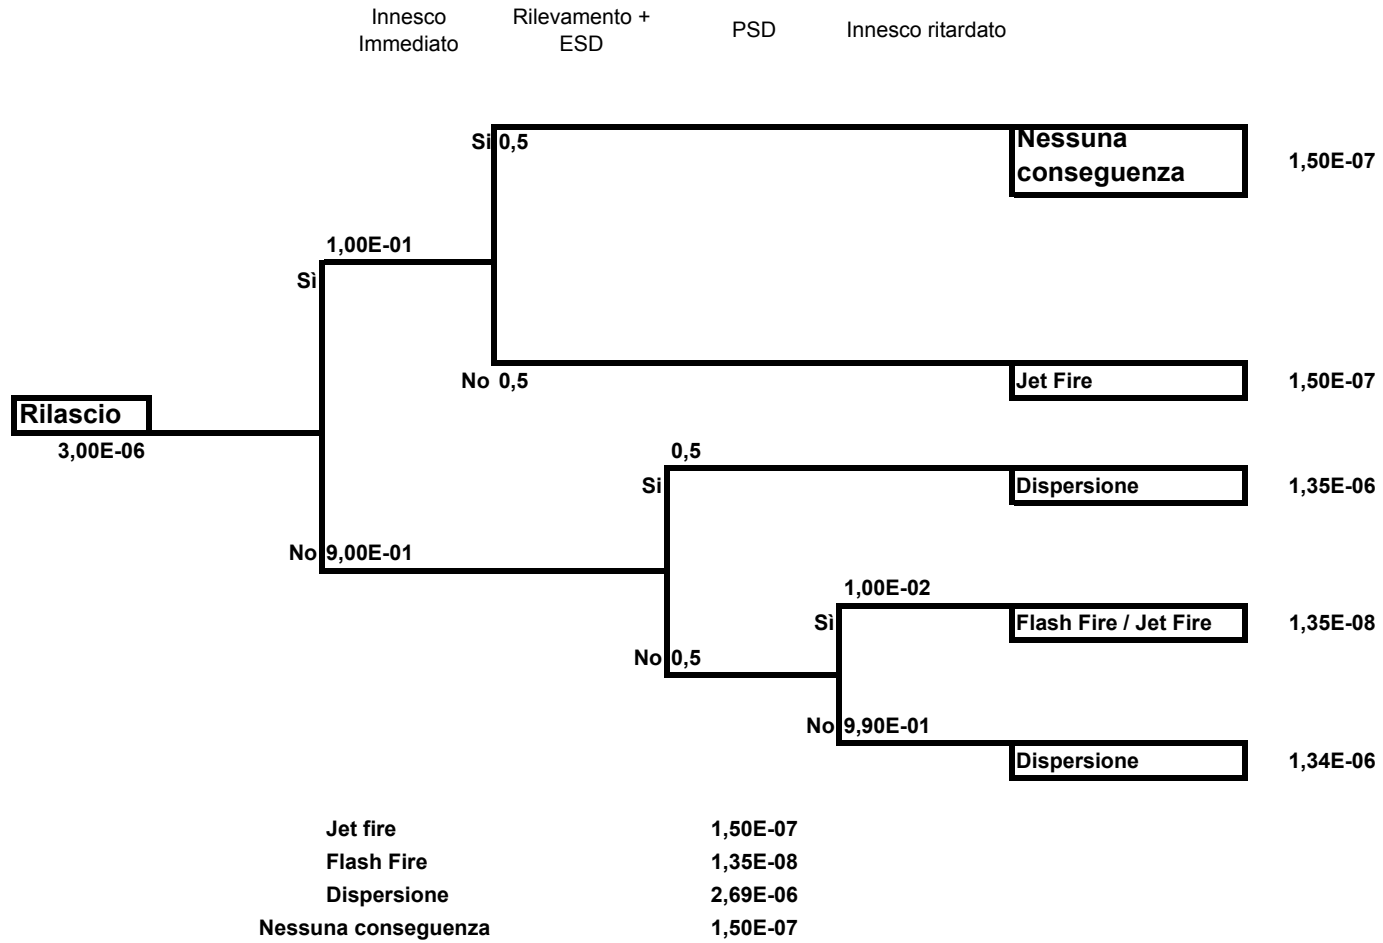 Innesco
Immediato
Rilevamento +
ESD
PSD
Innesco ritardato
Si 0,5
Nessuna
conseguenza
1,50E-07
1,00E-01
Sì
No 0,5
Jet Fire
1,50E-07
Rilascio
3,00E-06
0,5
Si
Dispersione
1,35E-06
No 9,00E-01
1,00E-02
Sì
Flash Fire / Jet Fire
1,35E-08
No 0,5
No 9,90E-01
Dispersione
1,34E-06
Jet fire 1,50E-07
Flash Fire 1,35E-08
Dispersione 2,69E-06
Nessuna conseguenza 1,50E-07